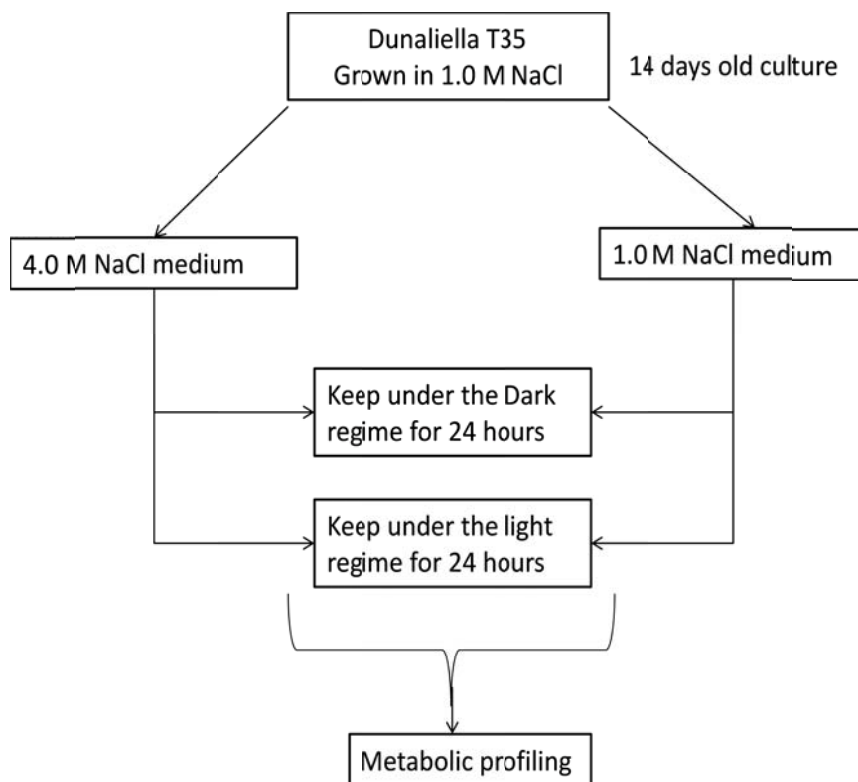 Dunaliella T35
Grown in 1.0 M NaCl
14 days old culture
4.0 M NaCl medium
1.0 M NaCl medium
Keep under the Dark
regime for 24 hours
Keep under the light
regime for 24 hours
Metabolic profiling